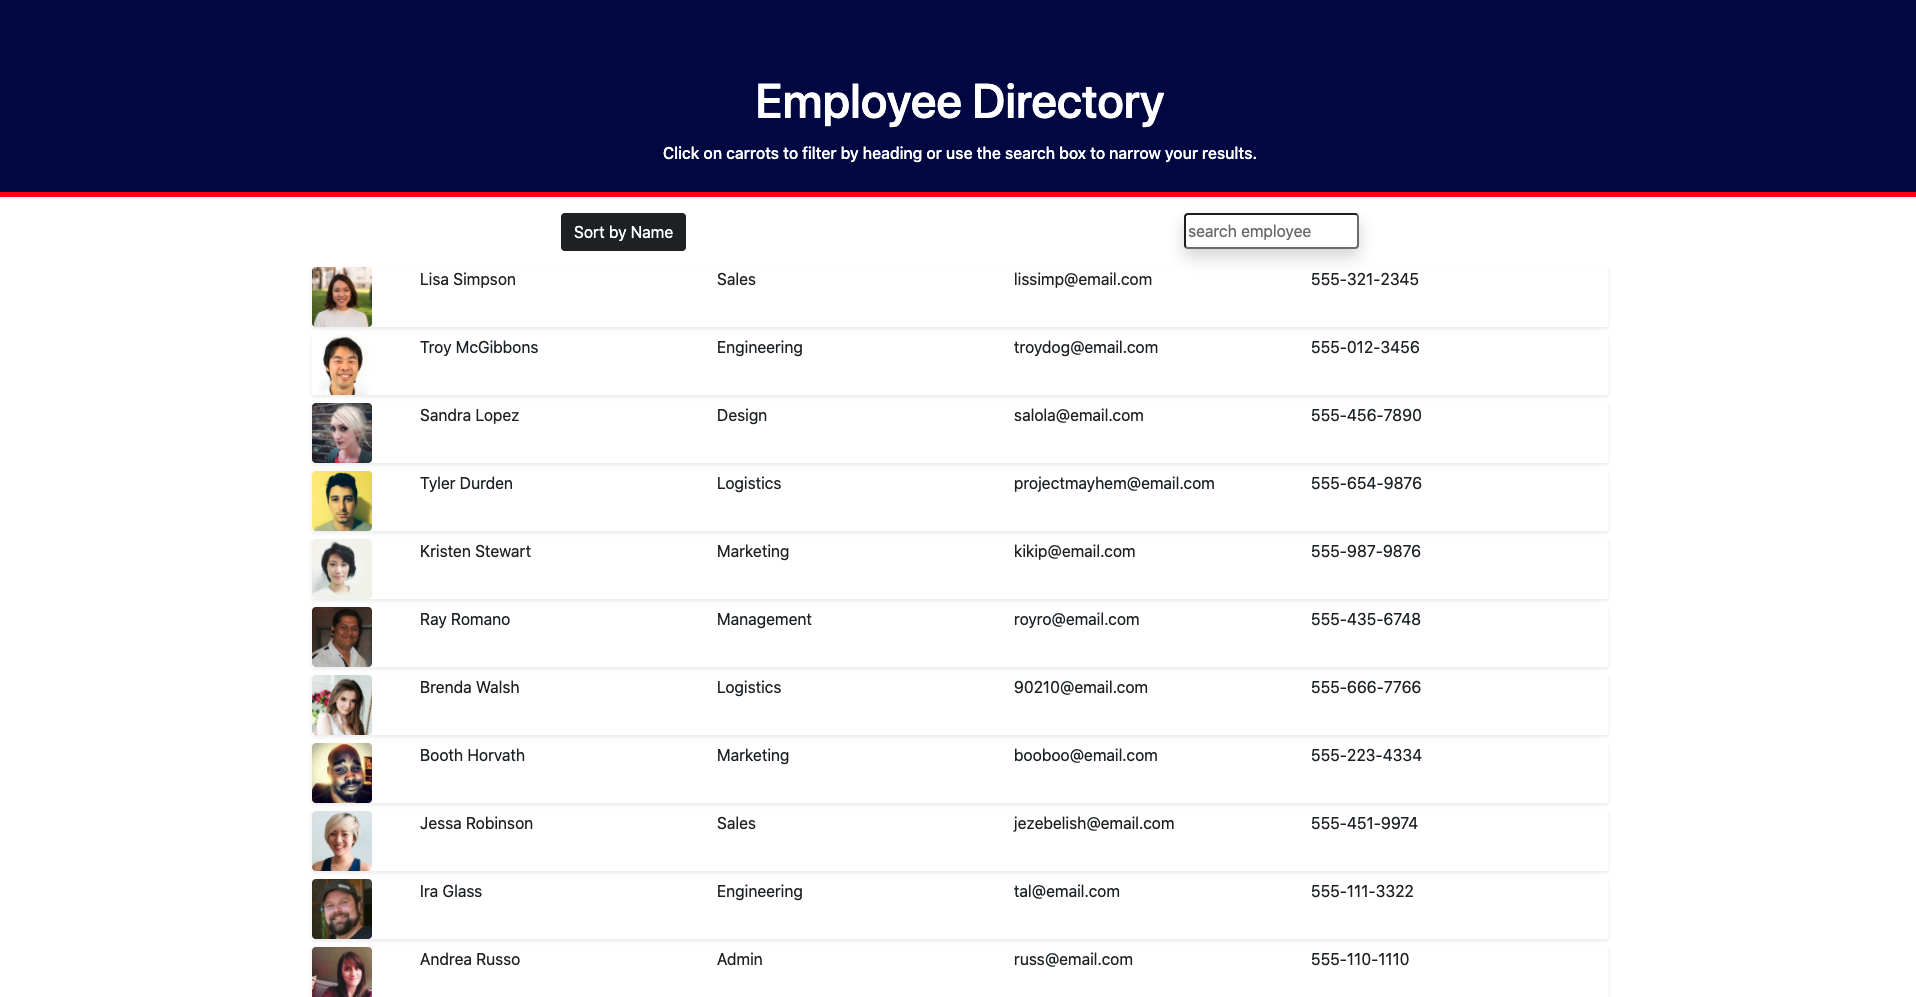 Employee Directory
Click on carrots to filter by heading or use the search box to narrow your results.
Sort by Name search employee
Lisa Simpson Sales lissimp@email.com 555-321-2345
Troy McGibbons Engineering troydog@email.com 555-012-3456
Sandra Lopez Design salola@email.com 555-456-7890
Tyler Durden Logistics projectmayhem@email.com 555-654-9876
Kristen Stewart Marketing kikip@email.com 555-987-9876
Ray Romano Management royro@email.com 555-435-6748
Brenda Walsh Logistics 90210@email.com 555-666-7766
Booth Horvath Marketing booboo@email.com 555-223-4334
Jessa Robinson Sales jezebelish@email.com 555-451-9974
Ira Glass Engineering tal@email.com 555-111-3322
Andrea Russo Admin russ@email.com 555-110-1110